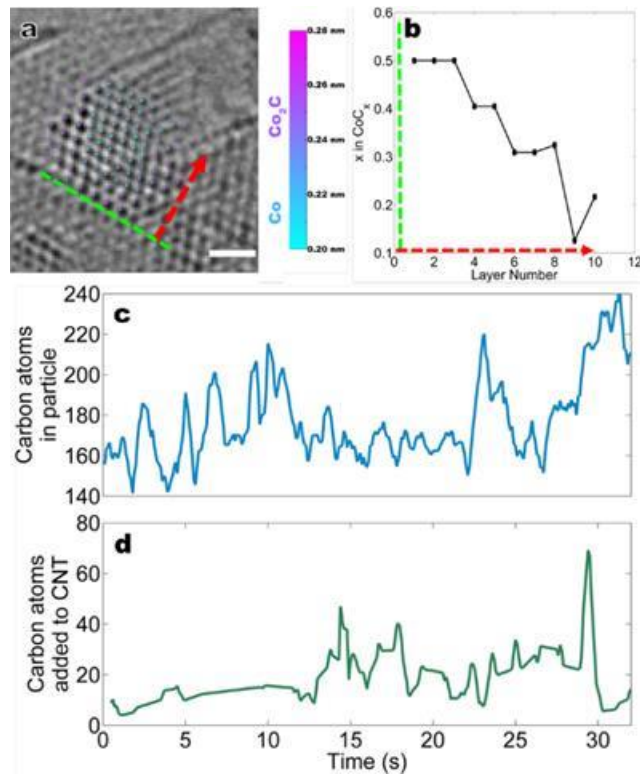 a
0.28 nm
0.26 nm
0.24 nm
0.22 nm
0.20 nm
Co₂C
Co
b
0.6
0.5
0.4
0.3
0.2
0.1
x in CoCₓ
0 2 4 6 8 10 12
Layer Number
c
240
220
200
180
160
140
Carbon atoms
in particle
d
80
60
40
20
0
Carbon atoms
added to CNT
0 5 10 15 20 25 30
Time (s)